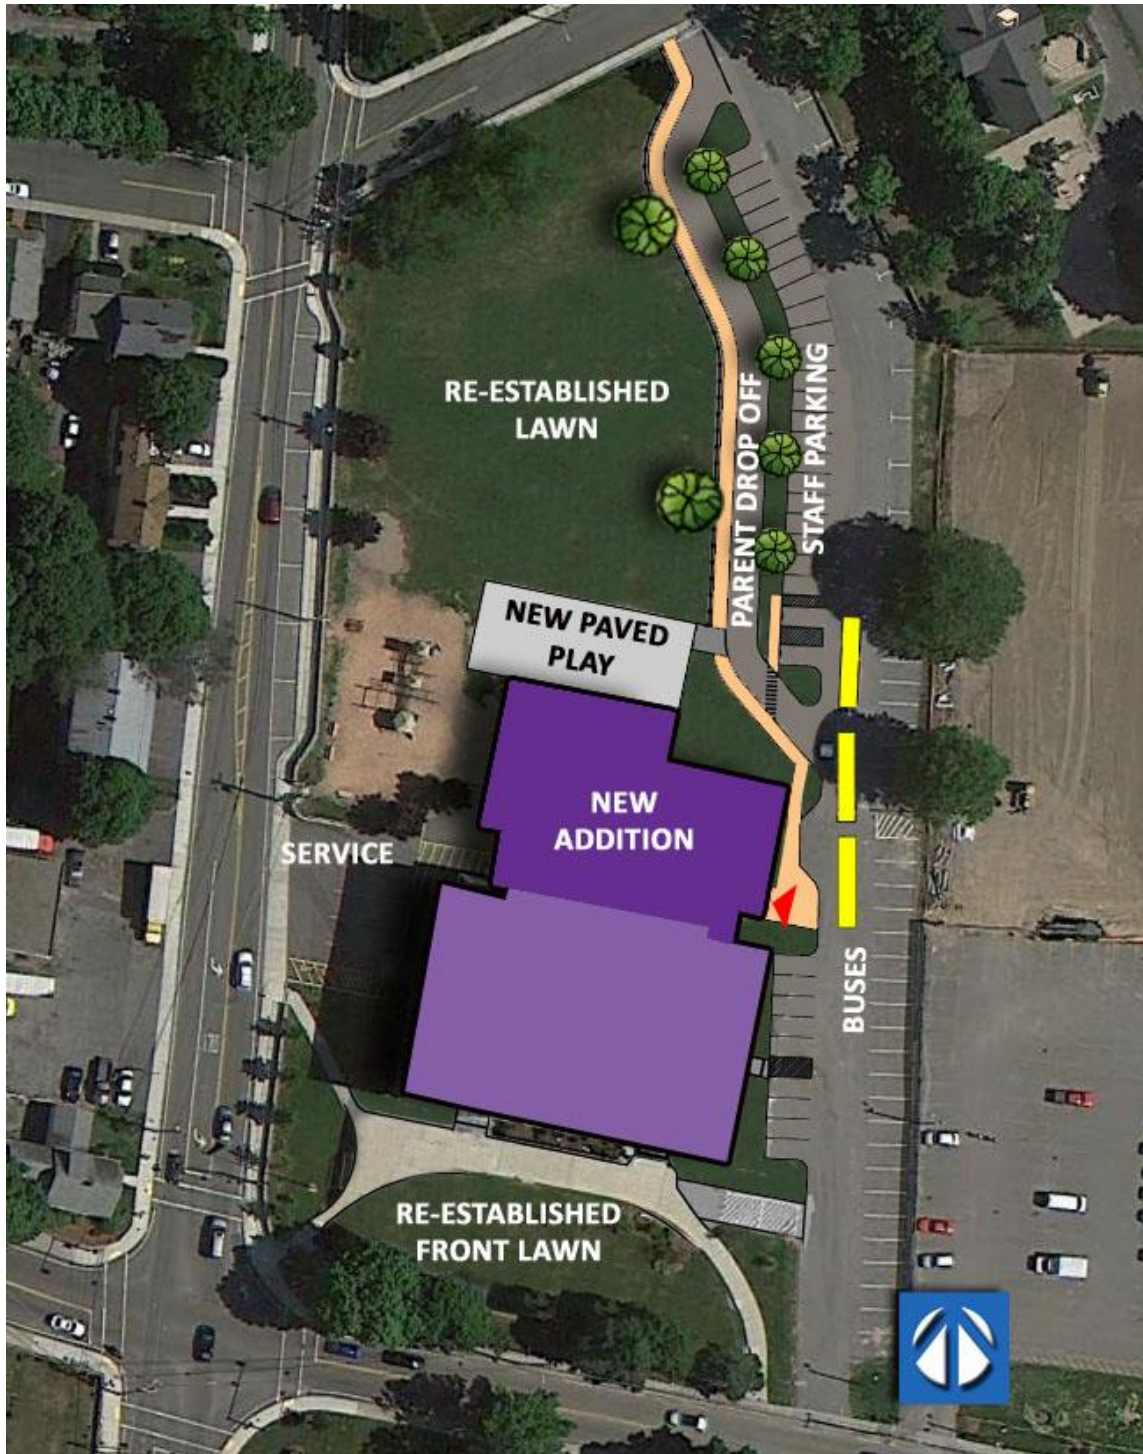 RE-ESTABLISHED
LAWN
PARENT DROP OFF
STAFF PARKING
NEW PAVED
PLAY
NEW
ADDITION
SERVICE
BUSES
RE-ESTABLISHED
FRONT LAWN